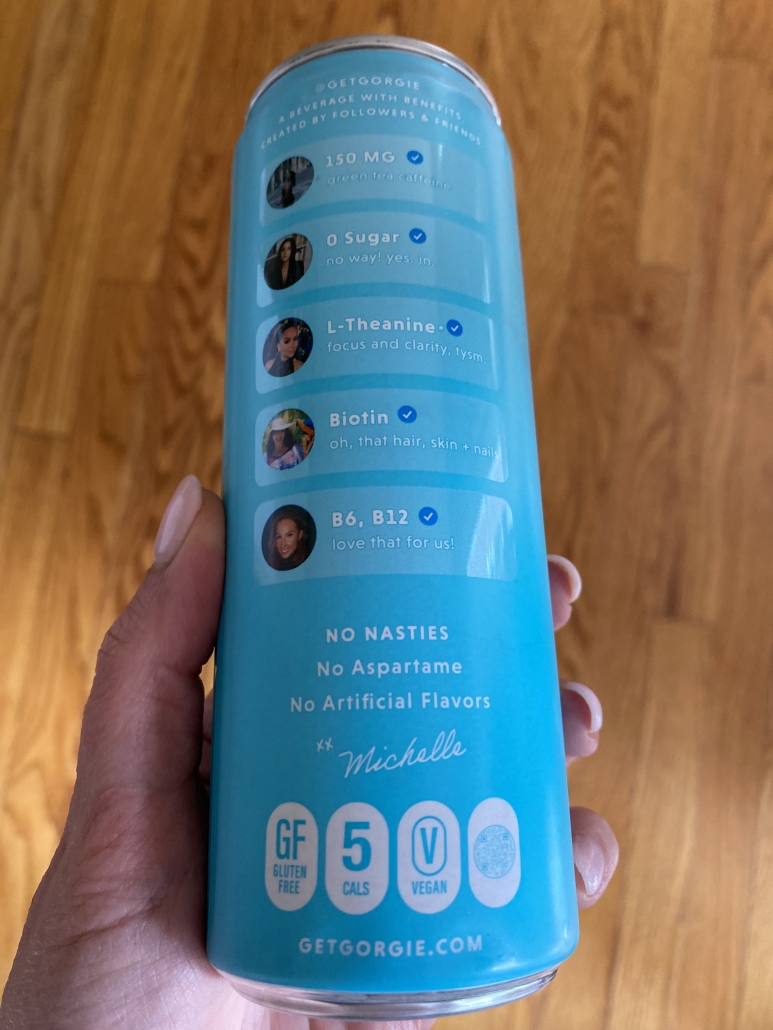 @GETGORGIE
A BEVERAGE WITH BENEFITS
CREATED BY FOLLOWERS & FRIENDS
150 MG
green tea caffeine
0 Sugar
no way! yes. in.
L-Theanine
focus and clarity, tysm.
Biotin
oh, that hair, skin + nails
B6, B12
love that for us!
NO NASTIES
No Aspartame
No Artificial Flavors
xx Michelle
GF
GLUTEN
FREE
5
CALS
V
VEGAN
GETGORGIE.COM